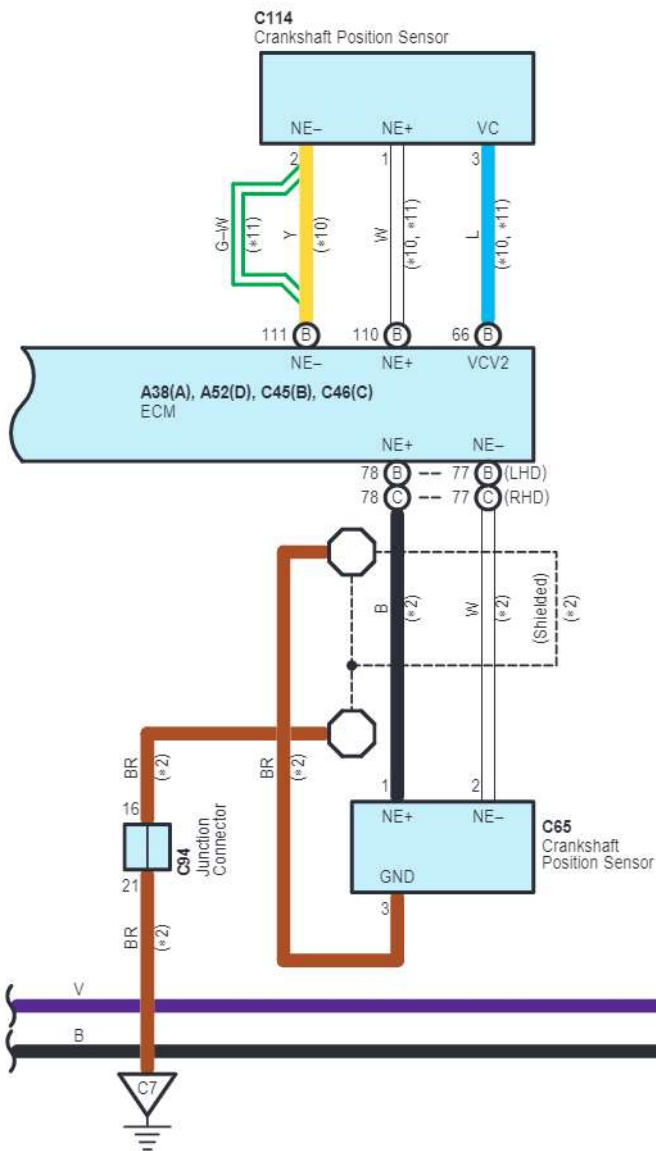 C114
Crankshaft Position Sensor
NE– NE+ VC
2 1 3
G–W
(*11)
Y
(*10)
W
(*10, *11)
L
(*10, *11)
111 B 110 B 66 B
NE– NE+ VCV2
A38(A), A52(D), C45(B), C46(C)
ECM
NE+ NE–
78 B 77 B (LHD)
78 C 77 C (RHD)
B
(*2)
W
(*2)
(Shielded)
(*2)
BR
(*2)
BR
(*2)
16
C94
Junction
Connector
21
BR
(*2)
1 2
NE+ NE–
C65
Crankshaft
Position Sensor
GND
3
V
B
C7